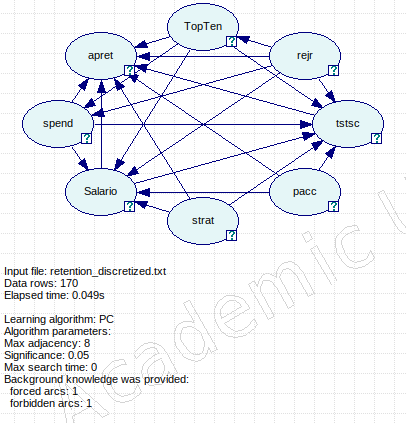 TopTen
?
apret
?
rejr
?
spend
?
tstsc
?
Salario
?
pacc
?
strat
?
Input file: retention_discretized.txt
Data rows: 170
Elapsed time: 0.049s
Learning algorithm: PC
Algorithm parameters:
Max adjacency: 8
Significance: 0.05
Max search time: 0
Background knowledge was provided:
forced arcs: 1
forbidden arcs: 1
Academic